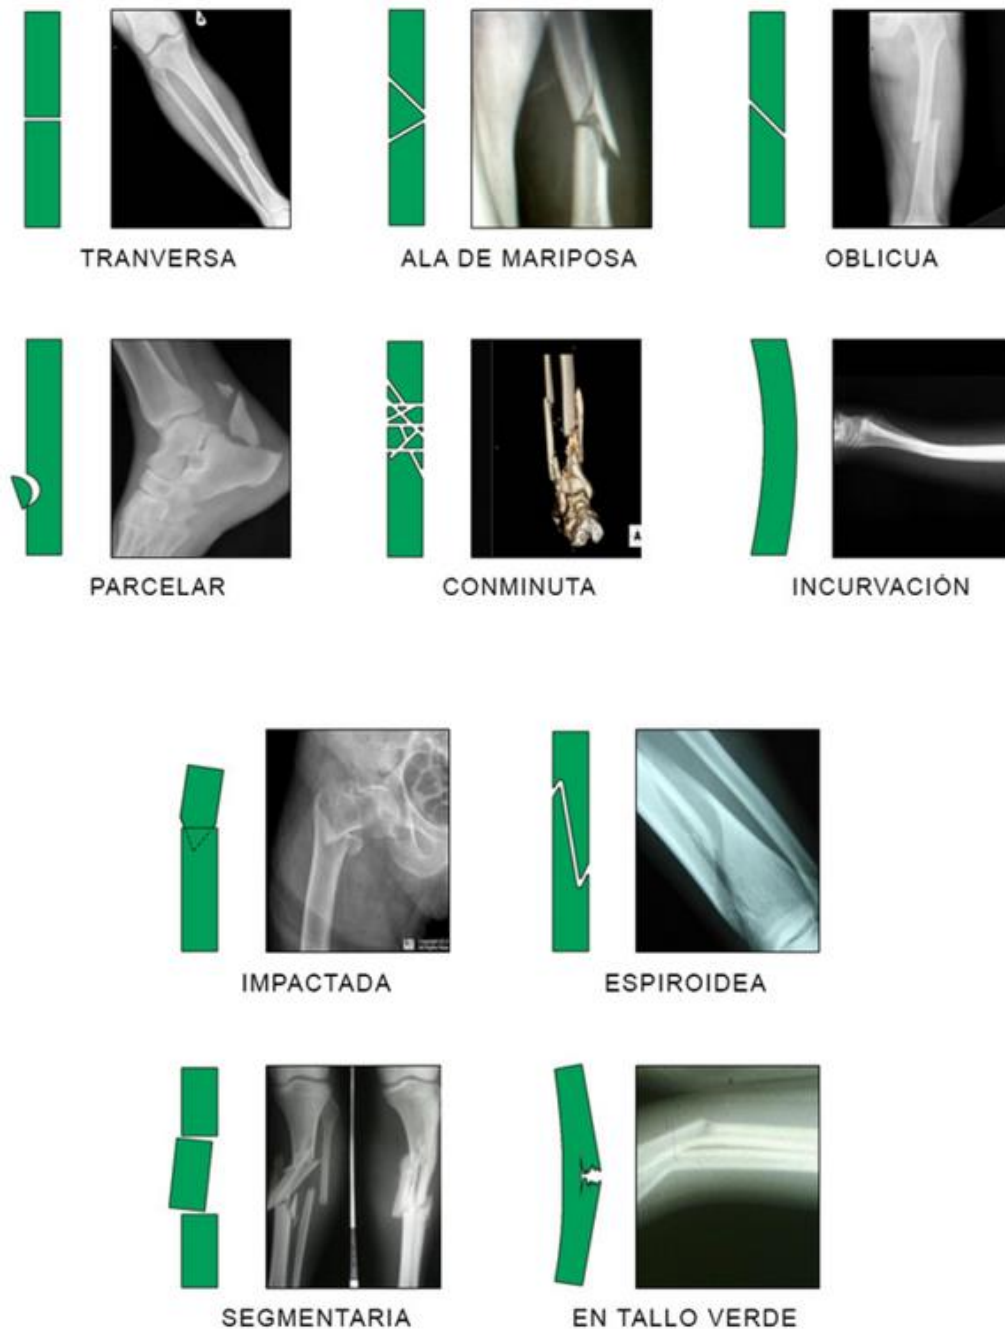 TRANVERSA
ALA DE MARIPOSA
OBLICUA
A
PARCELAR
CONMINUTA
INCURVACIÓN
IMPACTADA
ESPIROIDEA
SEGMENTARIA
EN TALLO VERDE